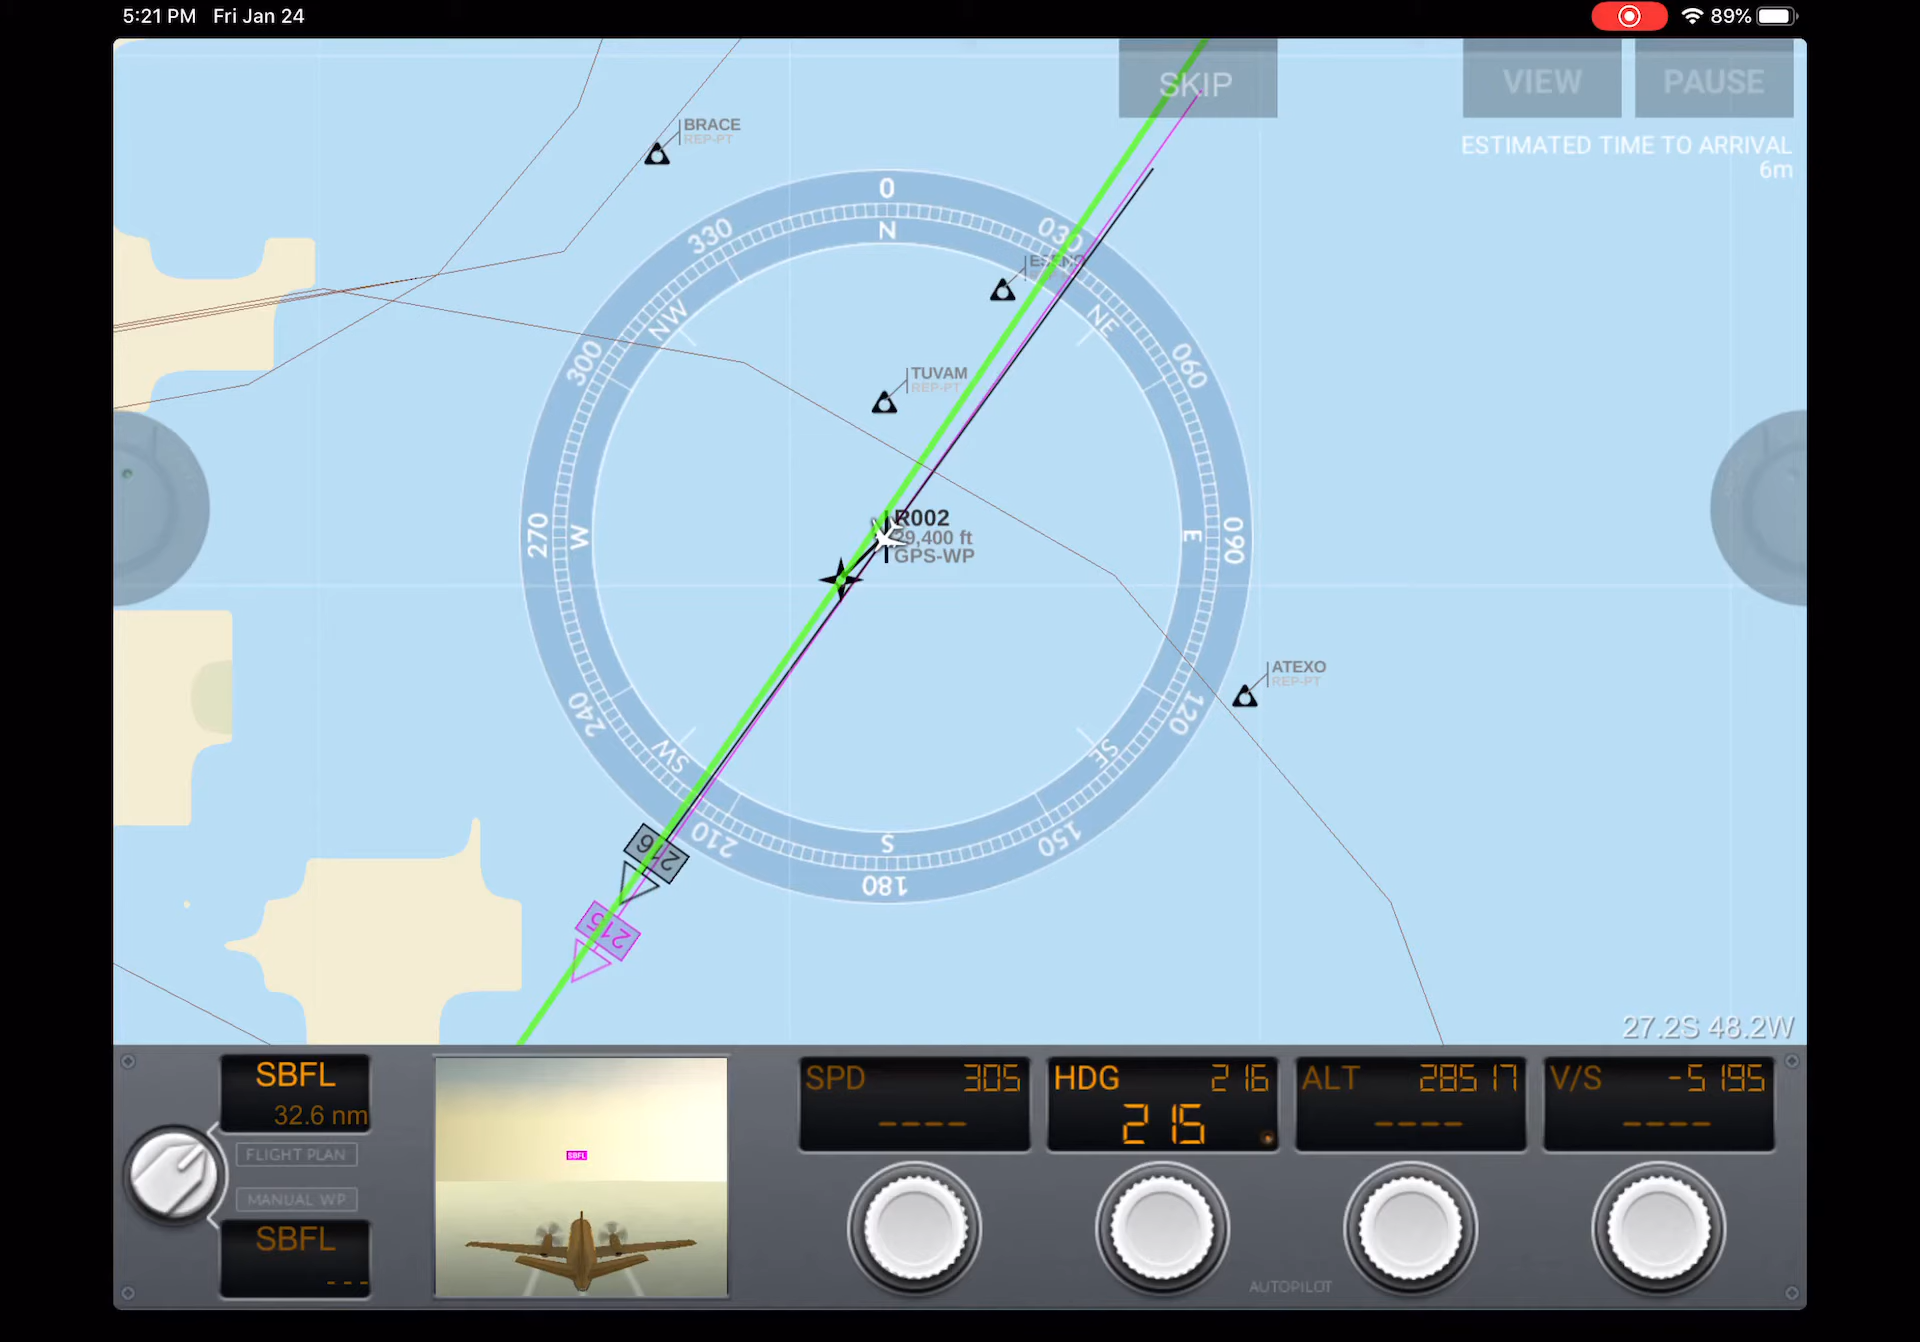 5:21 PM Fri Jan 24
89%
SKIP
VIEW
PAUSE
ESTIMATED TIME TO ARRIVAL
6m
BRACE
REP-PT
0
N
030
NE
060
E
090
120
SE
150
S
180
210
SW
240
W
270
300
NW
330
TUVAM
REP-PT
R002
29,400 ft
GPS-WP
ATEXO
REP-PT
216
215
27.2S 48.2W
SBFL
32.6 nm
FLIGHT PLAN
MANUAL WP
SBFL
---
SBFL
SPD 305
----
HDG 216
215
ALT 28517
----
V/S -5195
----
AUTOPILOT